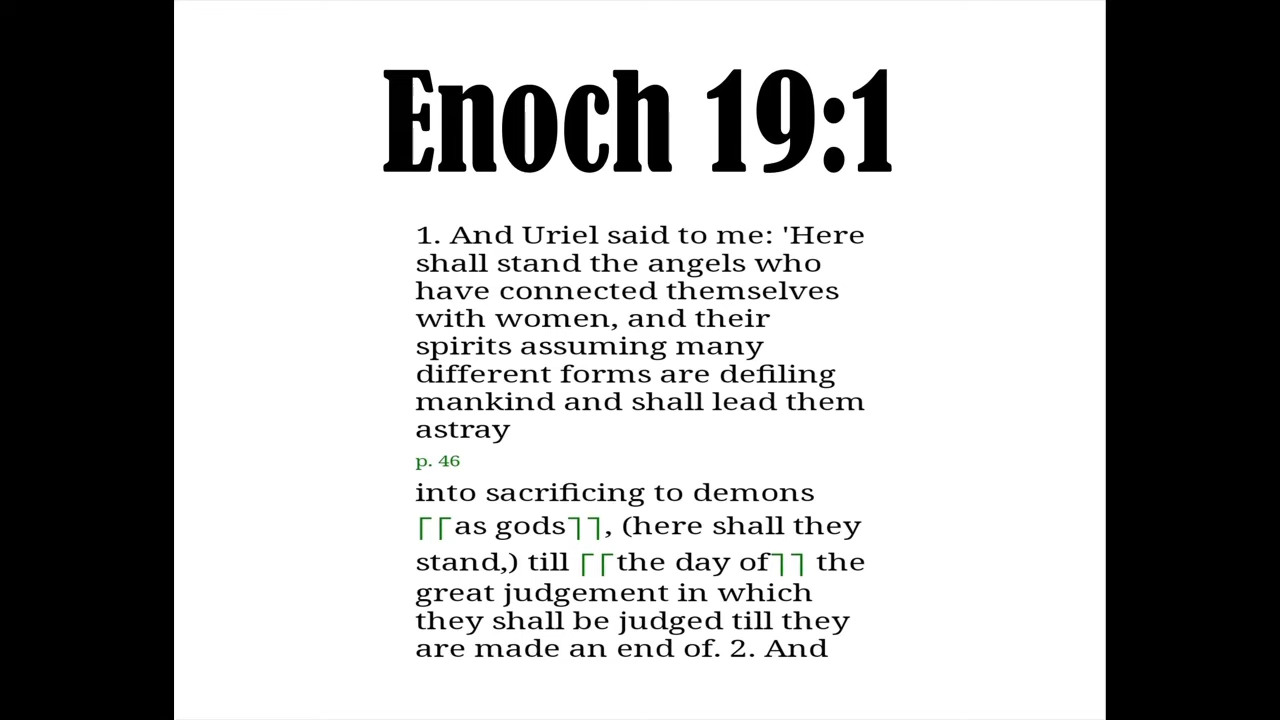 Enoch 19:1
1. And Uriel said to me: 'Here
shall stand the angels who
have connected themselves
with women, and their
spirits assuming many
different forms are defiling
mankind and shall lead them
astray
p. 46
into sacrificing to demons
⌈⌈as gods⌉⌉, (here shall they
stand,) till ⌈⌈the day of⌉⌉ the
great judgement in which
they shall be judged till they
are made an end of. 2. And